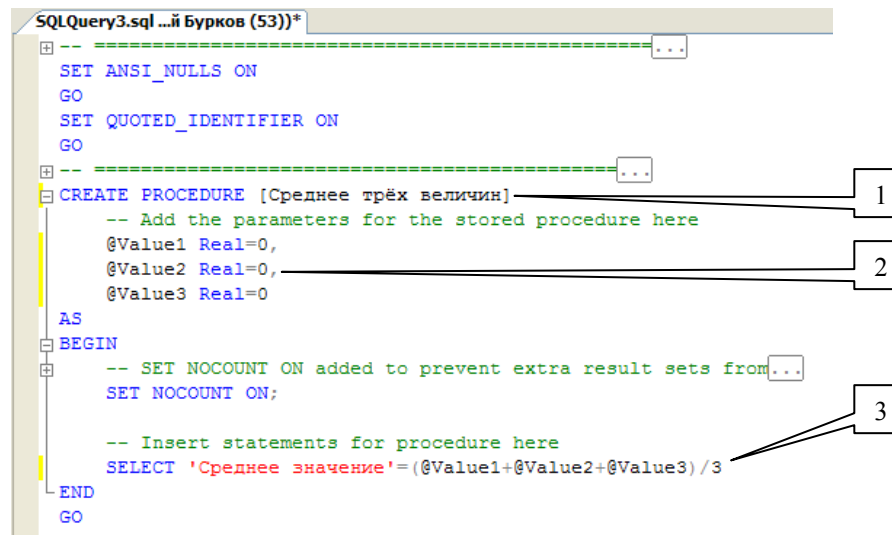 SQLQuery3.sql ...й Бурков (53))*
-- ================================================...
SET ANSI_NULLS ON
GO
SET QUOTED_IDENTIFIER ON
GO
-- =============================================...
CREATE PROCEDURE [Среднее трёх величин]
1
-- Add the parameters for the stored procedure here
@Value1 Real=0,
@Value2 Real=0,
2
@Value3 Real=0
AS
BEGIN
-- SET NOCOUNT ON added to prevent extra result sets from...
SET NOCOUNT ON;
3
-- Insert statements for procedure here
SELECT 'Среднее значение'=(@Value1+@Value2+@Value3)/3
END
GO